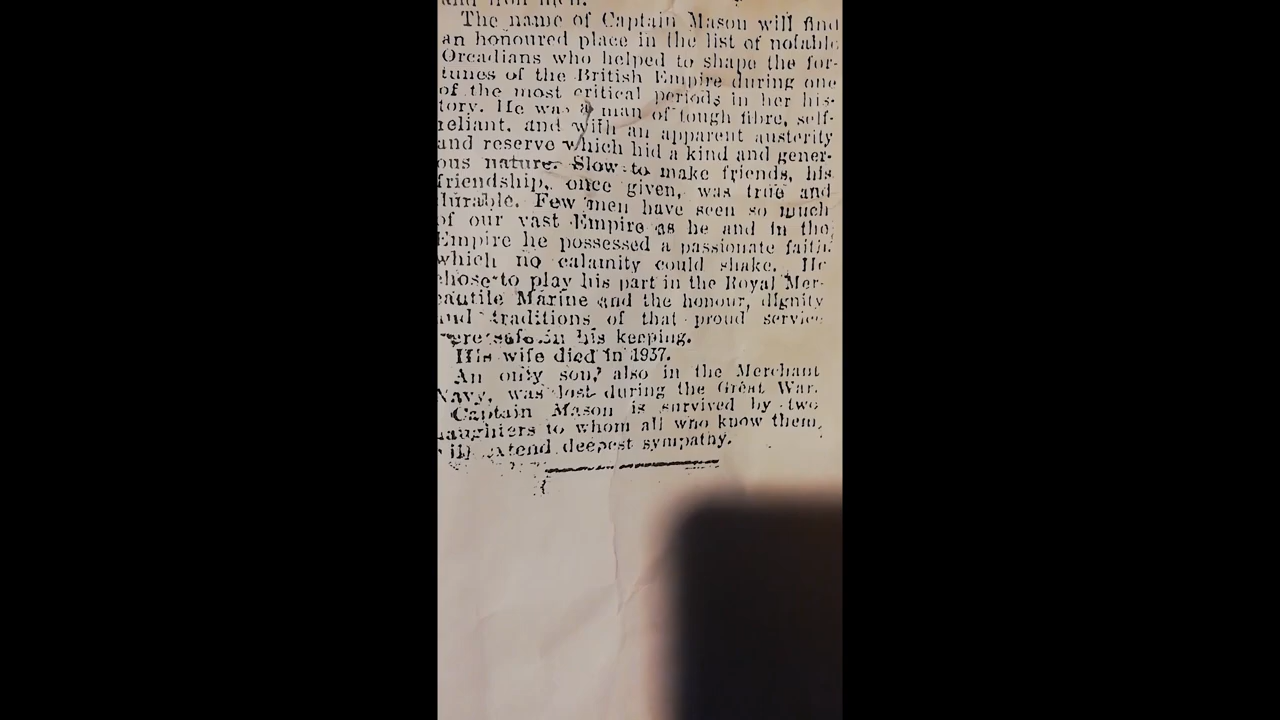 and iron men.
The name of Captain Mason will find
an honoured place in the list of notable
Orcadians who helped to shape the for-
tunes of the British Empire during one
of the most critical periods in her his-
tory. He was a man of tough fibre, self-
reliant, and with an apparent austerity
and reserve which hid a kind and gener-
ous nature. Slow to make friends, his
friendship, once given, was true and
durable. Few men have seen so much
of our vast Empire as he and in the
Empire he possessed a passionate faith
which no calamity could shake. He
chose to play his part in the Royal Mer-
cantile Marine and the honour, dignity
and traditions of that proud service
were safe in his keeping.
His wife died in 1937.
An only son, also in the Merchant
Navy, was lost during the Great War.
Captain Mason is survived by two
daughters to whom all who know them,
will extend deepest sympathy.